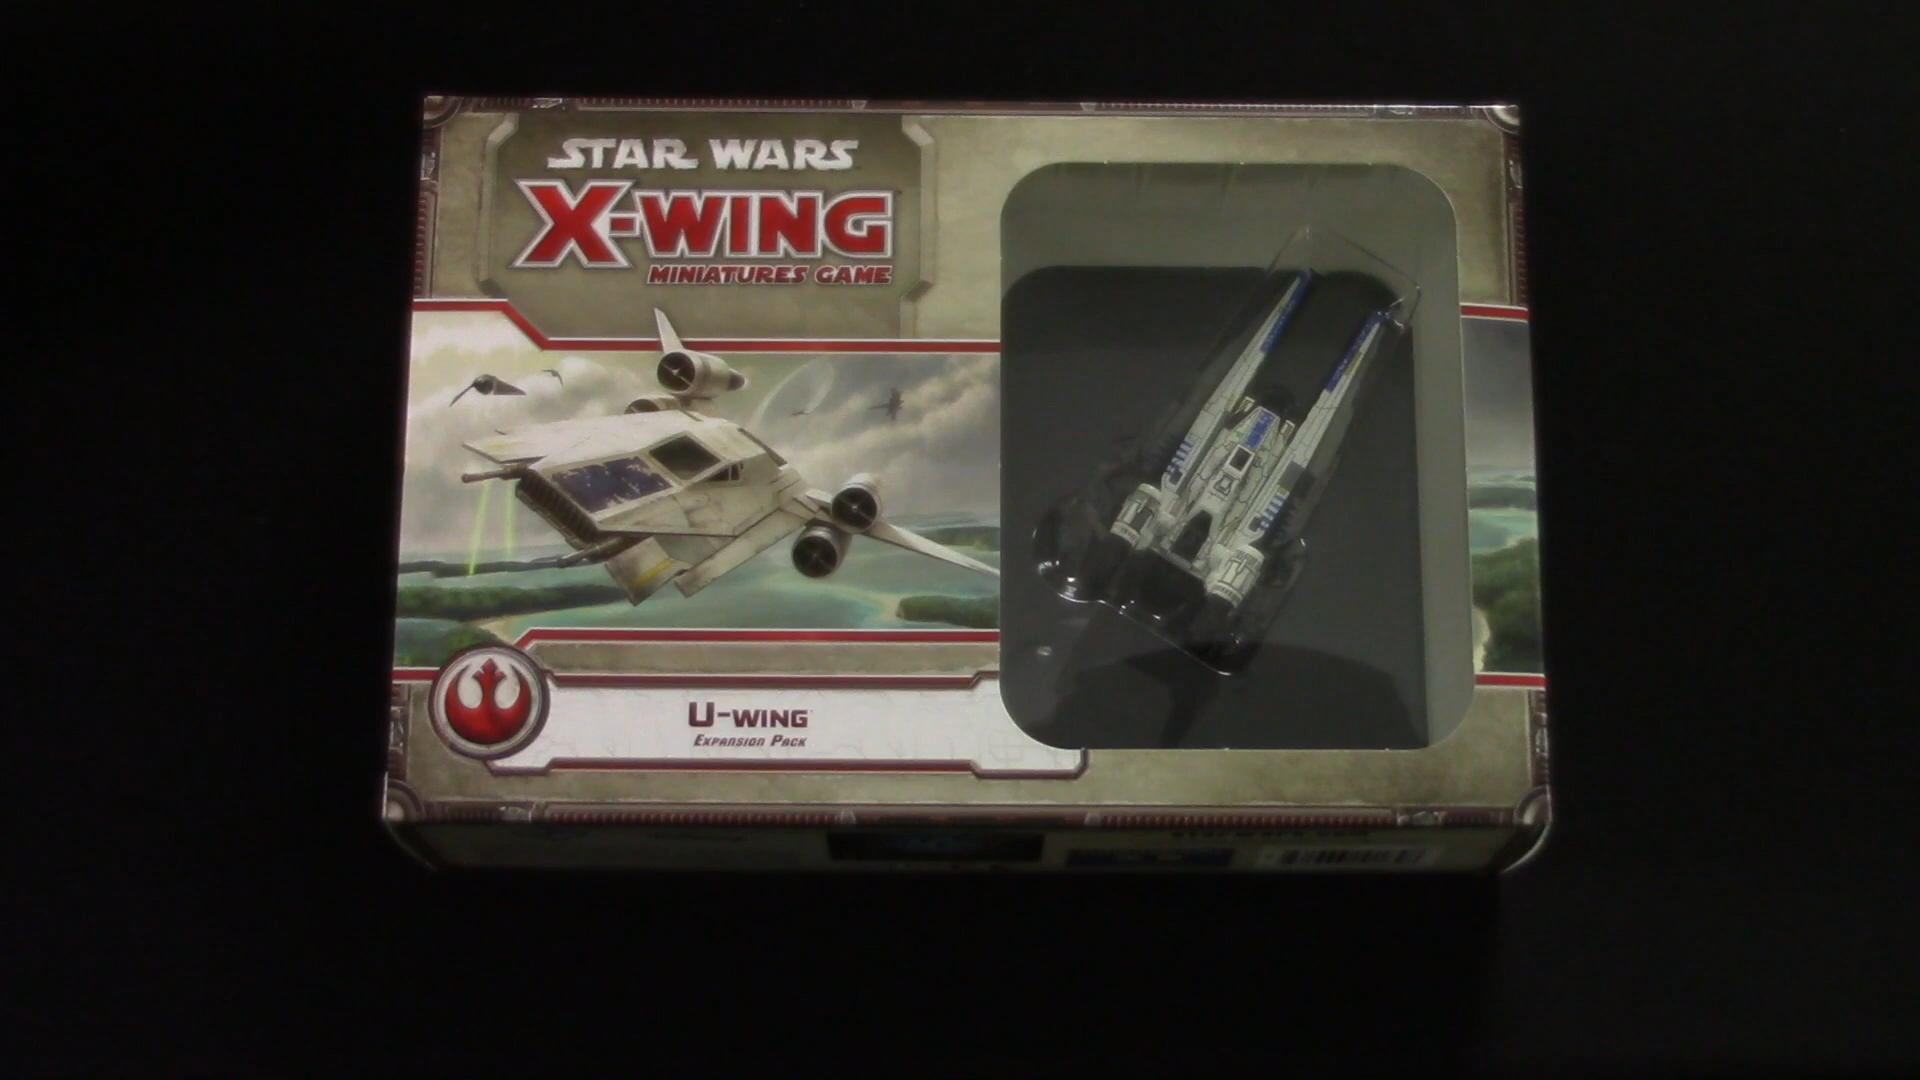 STAR WARS
X-WING
MINIATURES GAME
U-WING
EXPANSION PACK